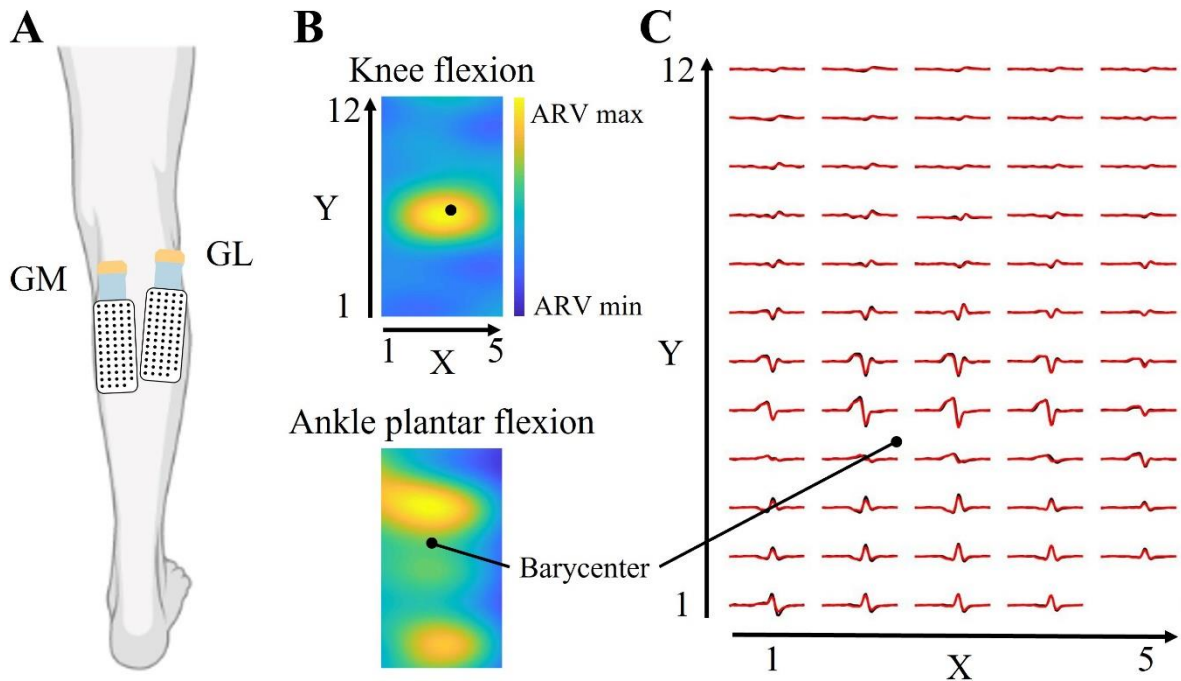 A
GM
GL
B
Knee flexion
12
Y
1
1
X
5
ARV max
ARV min
Ankle plantar flexion
Barycenter
C
12
Y
1
1
X
5